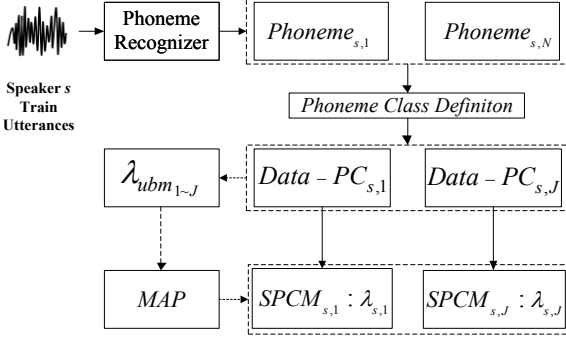 Phoneme
Recognizer
Phoneme_{s,1}
Phoneme_{s,N}
Speaker s
Train
Utterances
Phoneme Class Definiton
λ_{ubm_{1~J}}
Data – PC_{s,1}
Data – PC_{s,J}
MAP
SPCM_{s,1} : λ_{s,1}
SPCM_{s,J} : λ_{s,J}